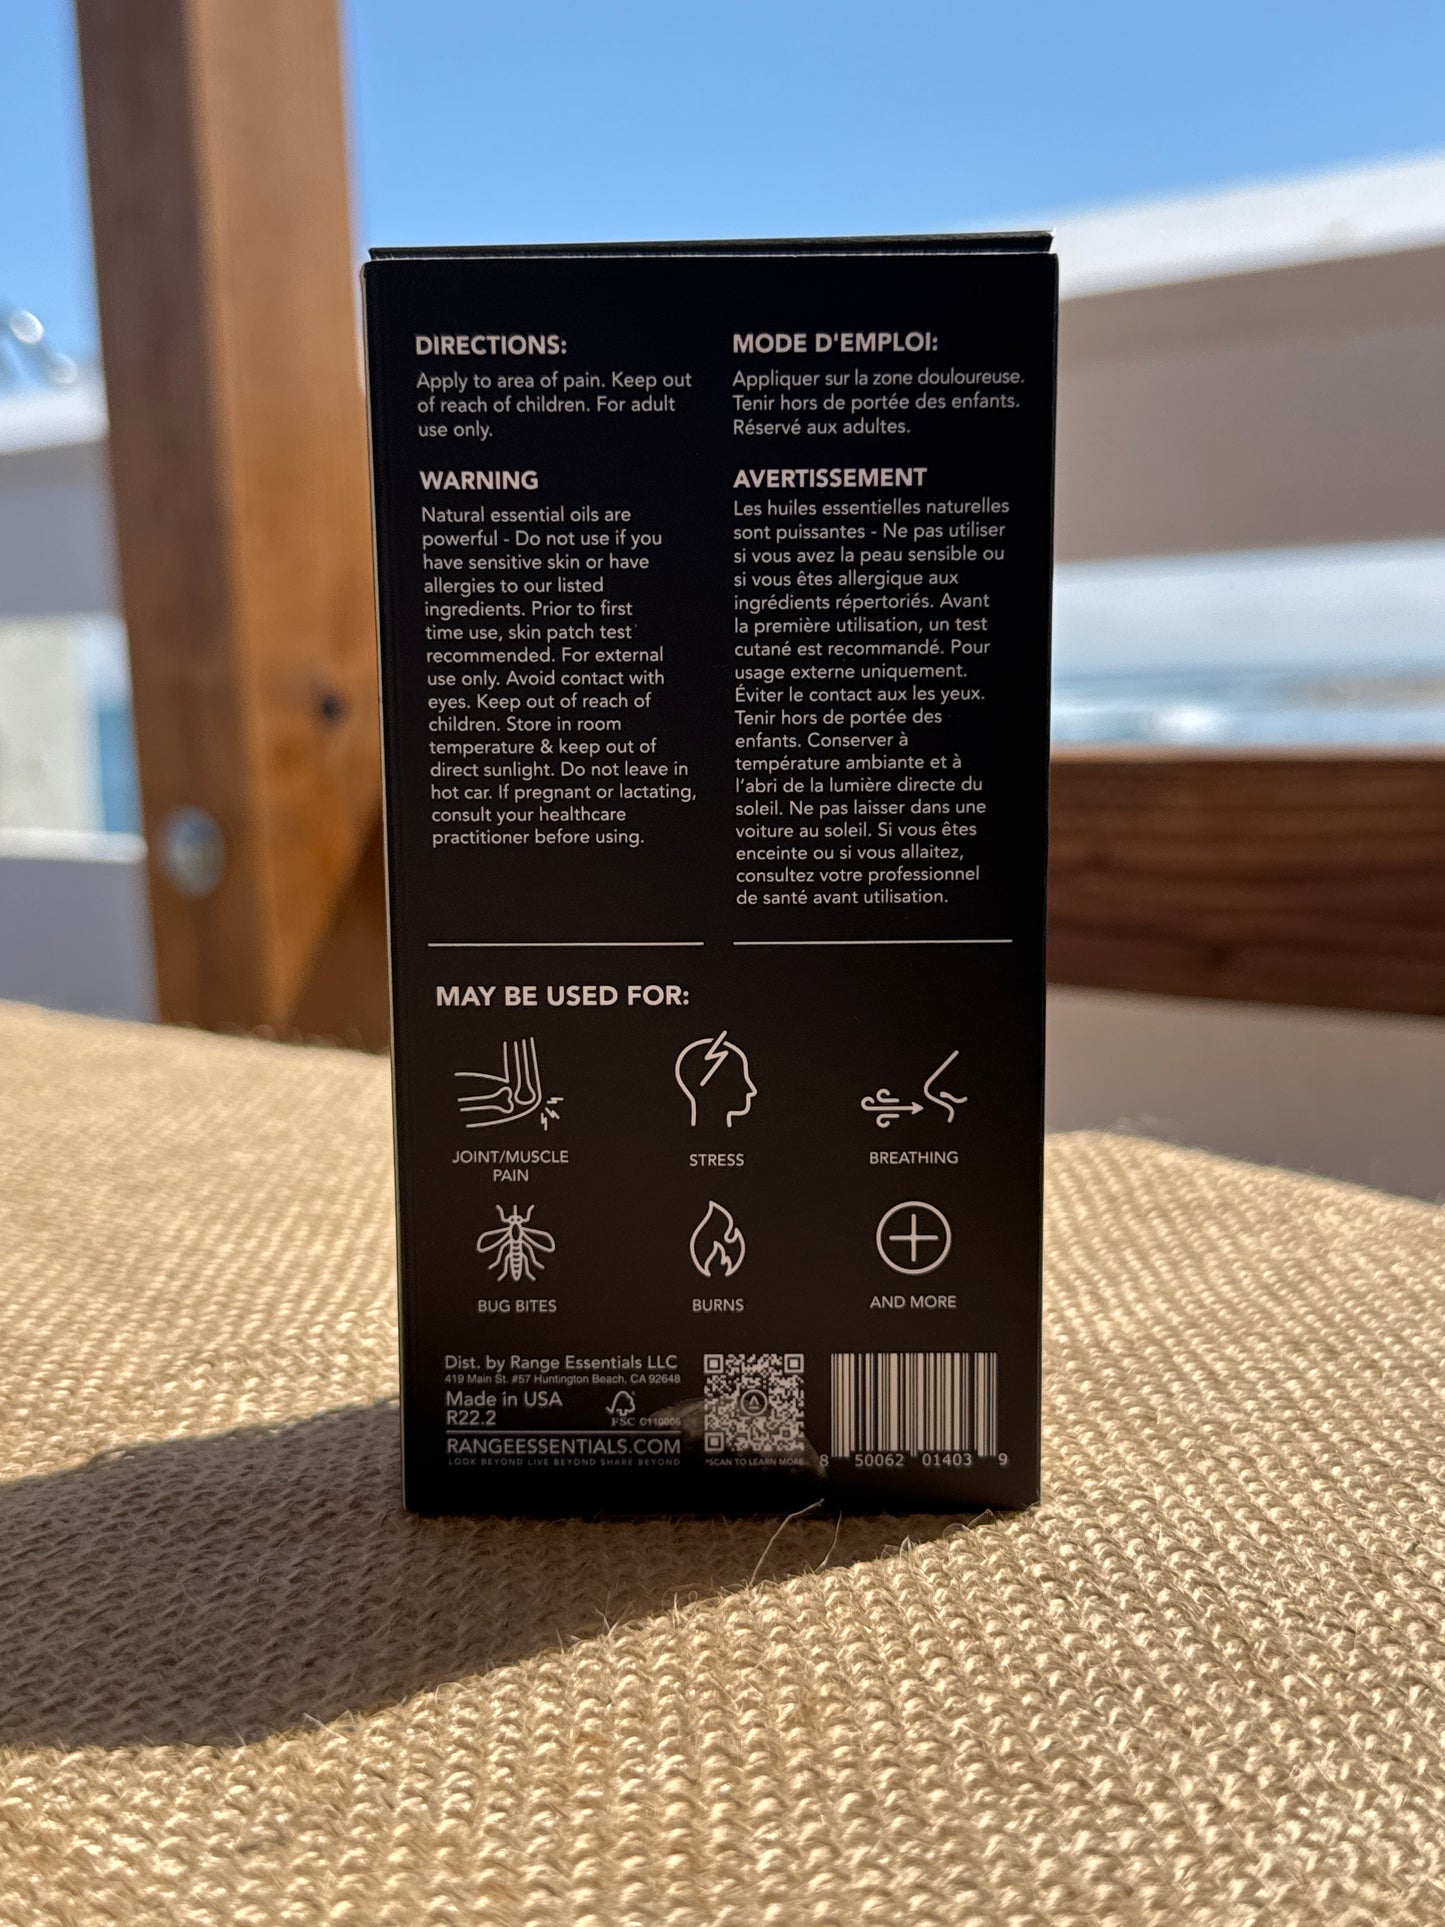 DIRECTIONS:
Apply to area of pain. Keep out
of reach of children. For adult
use only.
WARNING
Natural essential oils are
powerful - Do not use if you
have sensitive skin or have
allergies to our listed
ingredients. Prior to first
time use, skin patch test
recommended. For external
use only. Avoid contact with
eyes. Keep out of reach of
children. Store in room
temperature & keep out of
direct sunlight. Do not leave in
hot car. If pregnant or lactating,
consult your healthcare
practitioner before using.
MODE D'EMPLOI:
Appliquer sur la zone douloureuse.
Tenir hors de portée des enfants.
Réservé aux adultes.
AVERTISSEMENT
Les huiles essentielles naturelles
sont puissantes - Ne pas utiliser
si vous avez la peau sensible ou
si vous êtes allergique aux
ingrédients répertoriés. Avant
la première utilisation, un test
cutané est recommandé. Pour
usage externe uniquement.
Éviter le contact aux les yeux.
Tenir hors de portée des
enfants. Conserver à
température ambiante et à
l'abri de la lumière directe du
soleil. Ne pas laisser dans une
voiture au soleil. Si vous êtes
enceinte ou si vous allaitez,
consultez votre professionnel
de santé avant utilisation.
MAY BE USED FOR:
JOINT/MUSCLE
PAIN
STRESS
BREATHING
BUG BITES
BURNS
AND MORE
Dist. by Range Essentials LLC
419 Main St. #57 Huntington Beach, CA 92648
Made in USA
R22.2
FSC C110006
RANGEESSENTIALS.COM
LOOK BEYOND LIVE BEYOND SHARE BEYOND
*SCAN TO LEARN MORE
8 50062 01403 9